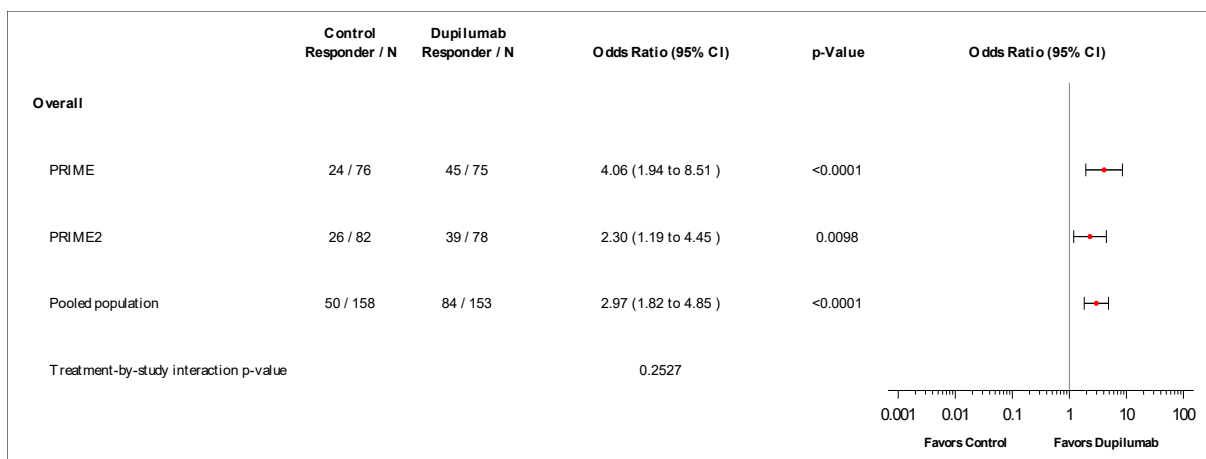 Control Responder / N Dupilumab Responder / N Odds Ratio (95% CI) p-Value Odds Ratio (95% CI)
Overall
PRIME 24 / 76 45 / 75 4.06 (1.94 to 8.51 ) <0.0001
PRIME2 26 / 82 39 / 78 2.30 (1.19 to 4.45 ) 0.0098
Pooled population 50 / 158 84 / 153 2.97 (1.82 to 4.85 ) <0.0001
Treatment-by-study interaction p-value 0.2527
0.001 0.01 0.1 1 10 100
Favors Control Favors Dupilumab